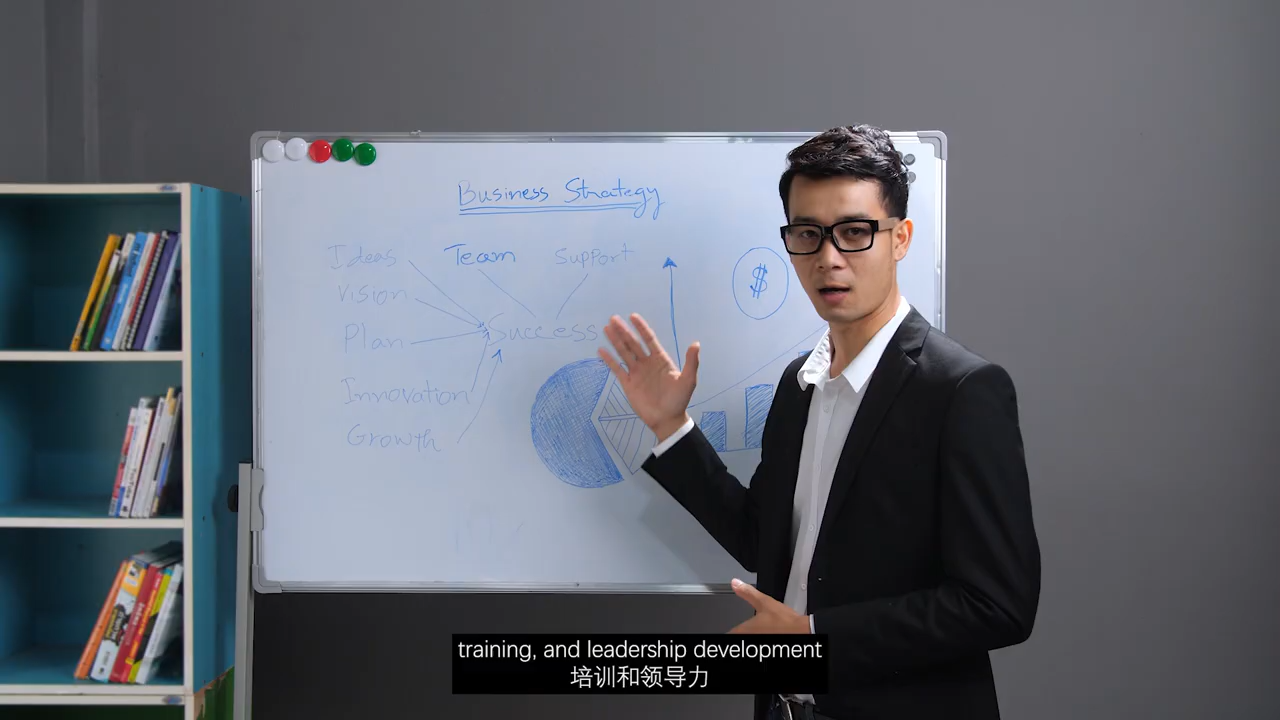 Business Strategy
Ideas Team Support
Vision
Plan Success
Innovation
Growth
$
training, and leadership development
培训和领导力